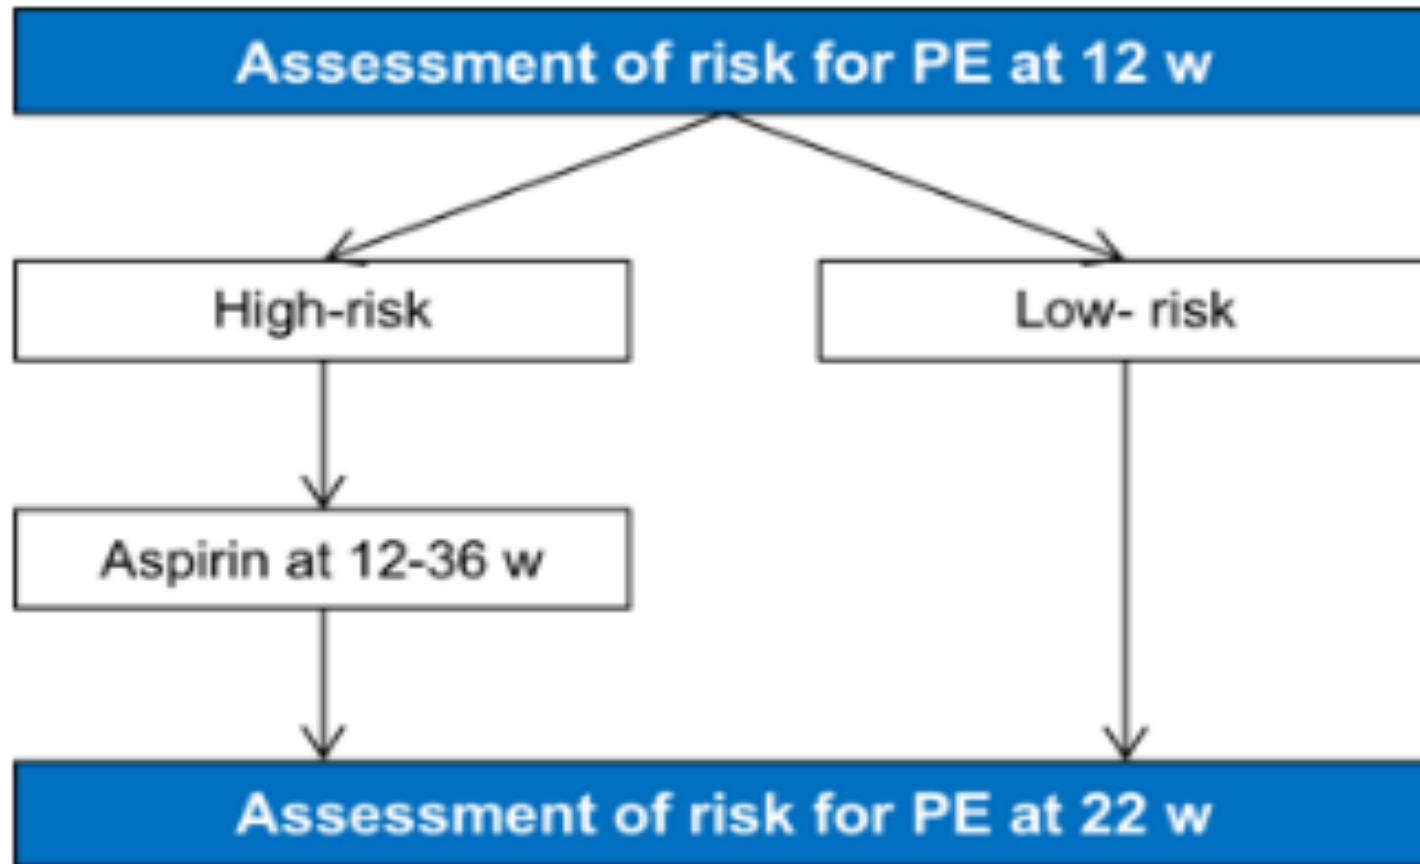 Assessment of risk for PE at 12 w
High-risk
Low- risk
Aspirin at 12-36 w
Assessment of risk for PE at 22 w